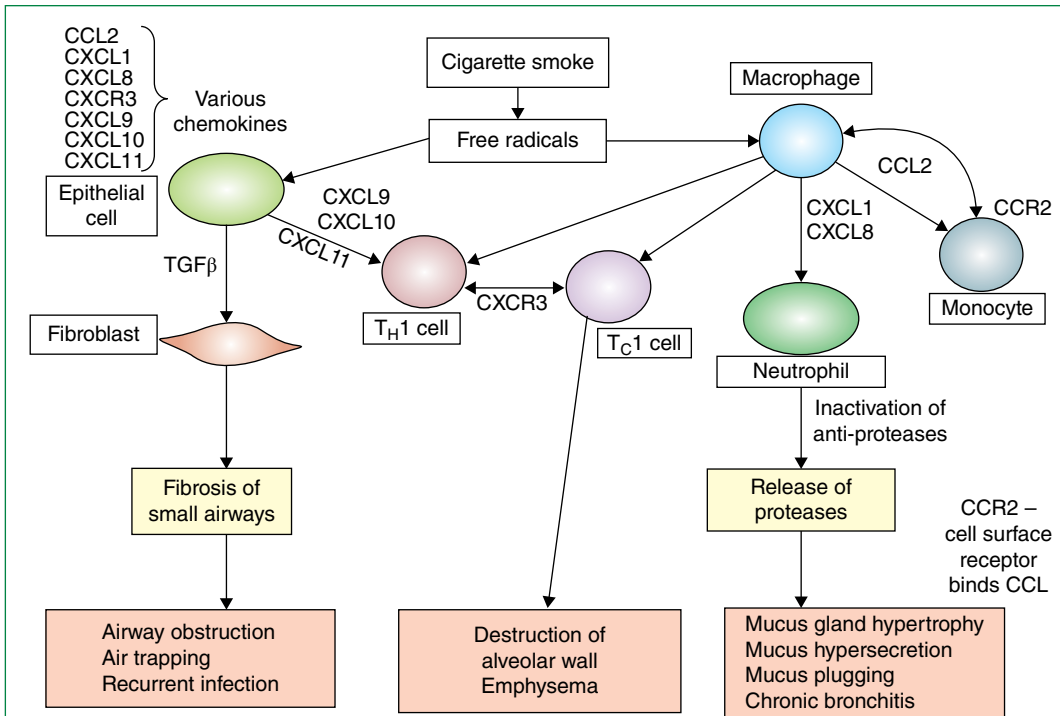 CCL2
CXCL1
CXCL8
CXCR3
CXCL9
CXCL10
CXCL11
Various
chemokines
Cigarette smoke
Free radicals
Macrophage
Epithelial
cell
CXCL9
CXCL10
CXCL11
CXCL1
CXCL8
CCL2
CCR2
TGFβ
CXCR3
Fibroblast
TH1 cell
TC1 cell
Neutrophil
Monocyte
Inactivation of
anti-proteases
Fibrosis of
small airways
Release of
proteases
CCR2 –
cell surface
receptor
binds CCL
Airway obstruction
Air trapping
Recurrent infection
Destruction of
alveolar wall
Emphysema
Mucus gland hypertrophy
Mucus hypersecretion
Mucus plugging
Chronic bronchitis